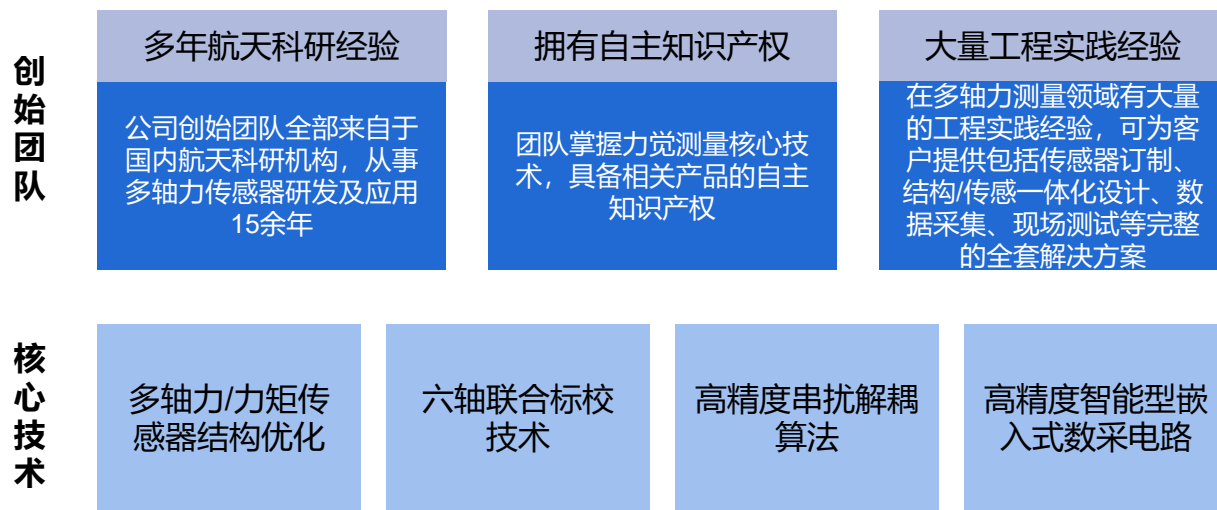 创始团队
多年航天科研经验
公司创始团队全部来自于
国内航天科研机构，从事
多轴力传感器研发及应用
15余年
拥有自主知识产权
团队掌握力觉测量核心技
术，具备相关产品的自主
知识产权
大量工程实践经验
在多轴力测量领域有大量
的工程实践经验，可为客
户提供包括传感器订制、
结构/传感一体化设计、数
据采集、现场测试等完整
的全套解决方案
核心技术
多轴力/力矩传
感器结构优化
六轴联合标校
技术
高精度串扰解耦
算法
高精度智能型嵌
入式数采电路